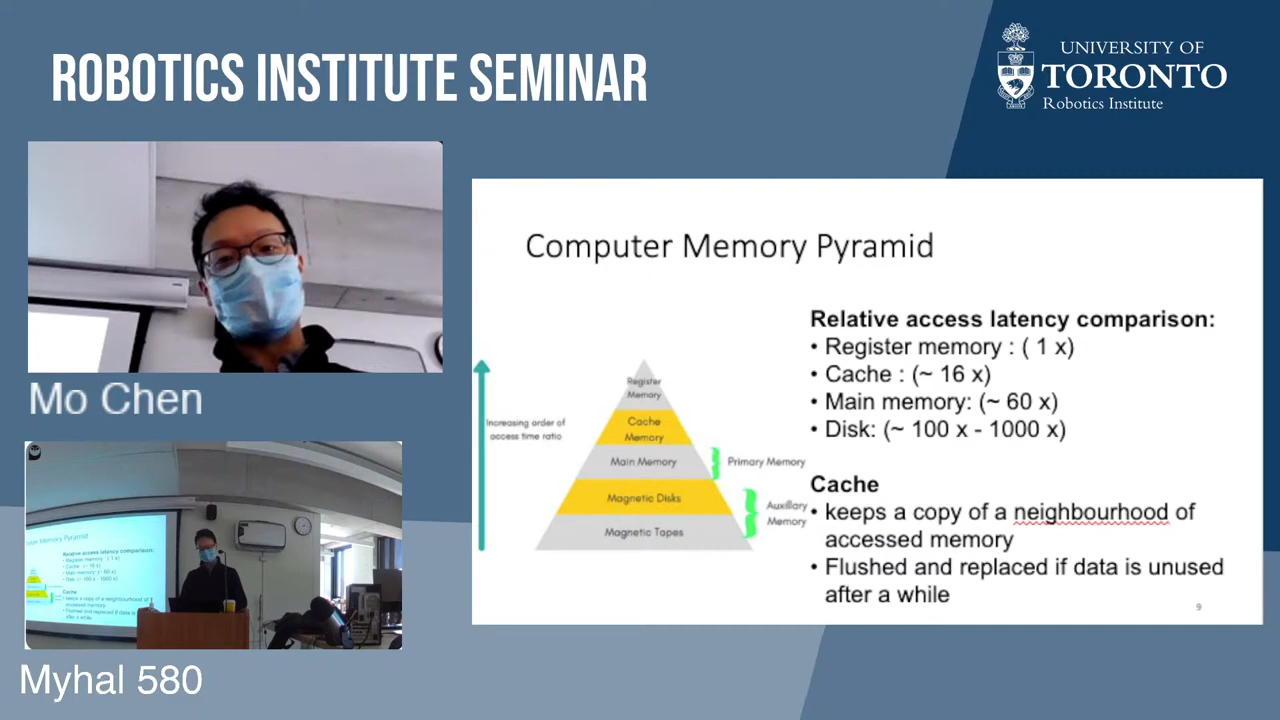 ROBOTICS INSTITUTE SEMINAR
UNIVERSITY OF
TORONTO
Robotics Institute
Mo Chen
Myhal 580
Computer Memory Pyramid
Increasing order of
access time ratio
Register
Memory
Cache
Memory
Main Memory
Magnetic Disks
Magnetic Tapes
Primary Memory
Auxillary
Memory
Relative access latency comparison:
• Register memory : ( 1 x)
• Cache : (~ 16 x)
• Main memory: (~ 60 x)
• Disk: (~ 100 x - 1000 x)
Cache
• keeps a copy of a neighbourhood of
accessed memory
• Flushed and replaced if data is unused
after a while
9